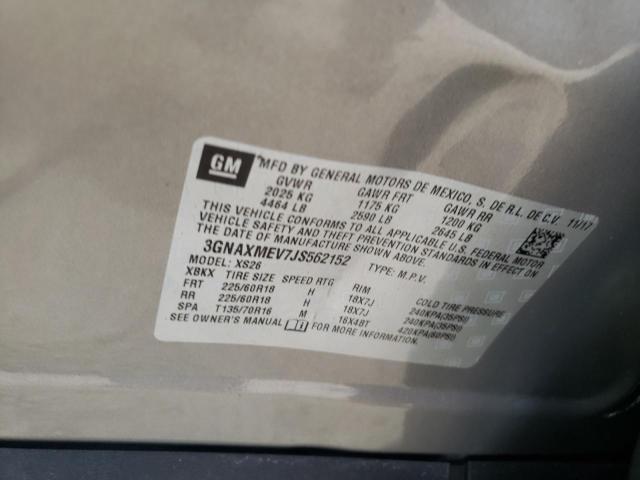 GM
MFD BY GENERAL MOTORS DE MEXICO, S. DE R.L. DE C.V. 11/17
GVWR GAWR FRT GAWR RR
2025 KG 1175 KG 1200 KG
4464 LB 2590 LB 2645 LB
THIS VEHICLE CONFORMS TO ALL APPLICABLE U.S. FEDERAL MOTOR
VEHICLE SAFETY AND THEFT PREVENTION STANDARDS IN EFFECT ON
THE DATE OF MANUFACTURE SHOWN ABOVE.
3GNAXMEV7JS562152 TYPE: M.P.V.
MODEL: XS26
XBKX TIRE SIZE SPEED RTG RIM COLD TIRE PRESSURE
FRT 225/60R18 H 18X7J 240KPA(35PSI)
RR 225/60R18 H 18X7J 240KPA(35PSI)
SPA T135/70R16 M 16X4BT 420KPA(60PSI)
SEE OWNER'S MANUAL FOR MORE INFORMATION.